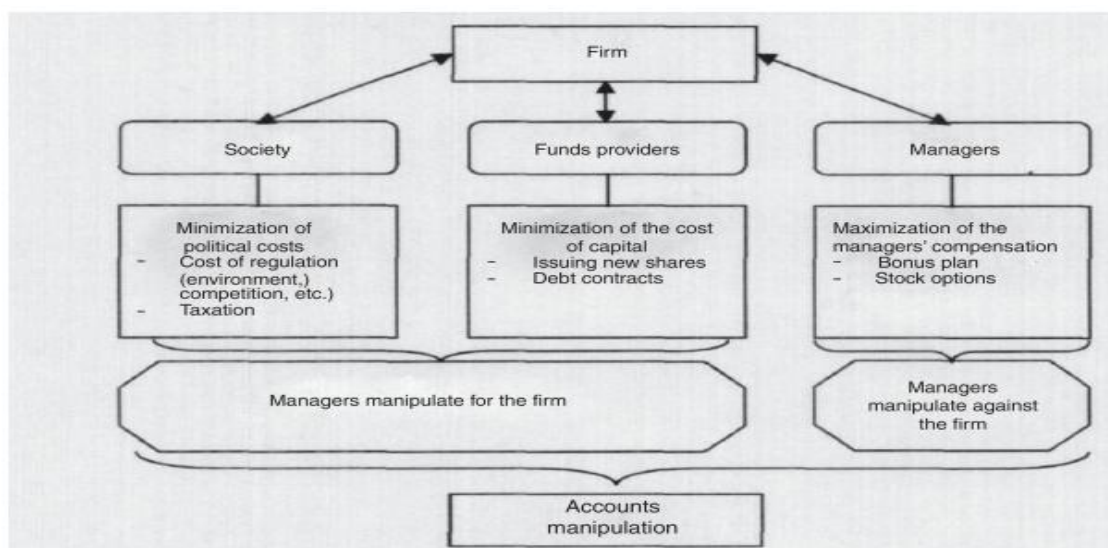 Firm
Society
Funds providers
Managers
Minimization of
political costs
- Cost of regulation
(environment,)
competition, etc.)
- Taxation
Minimization of the cost
of capital
- Issuing new shares
- Debt contracts
Maximization of the
managers' compensation
- Bonus plan
- Stock options
Managers manipulate for the firm
Managers
manipulate against
the firm
Accounts
manipulation